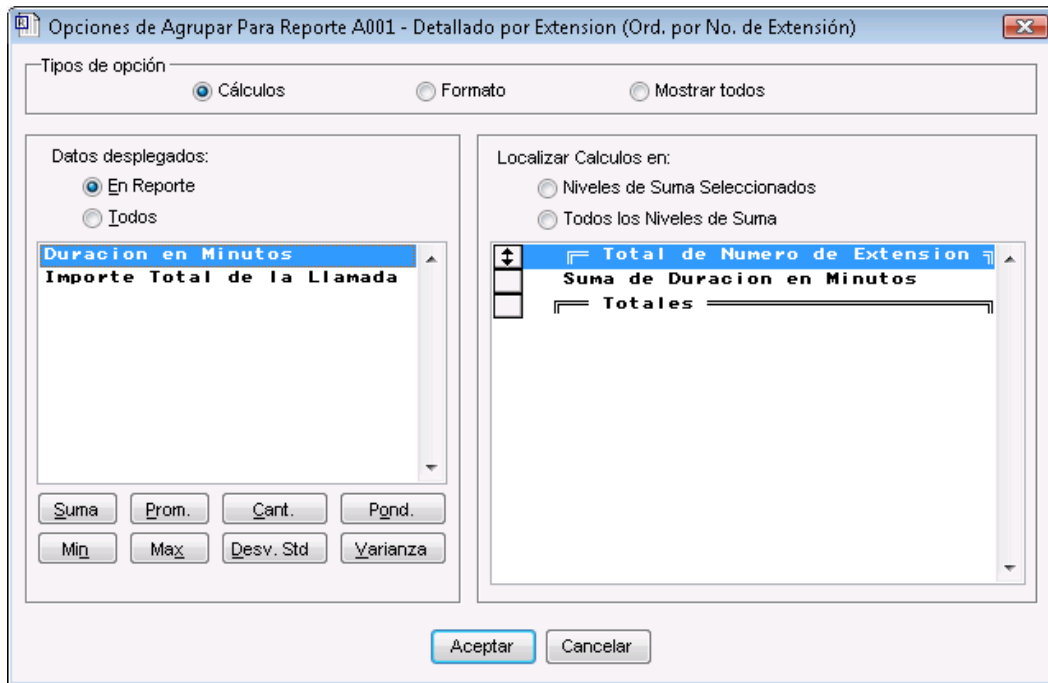 Opciones de Agrupar Para Reporte A001 - Detallado por Extension (Ord. por No. de Extensión)
Tipos de opción
Cálculos Formato Mostrar todos
Datos desplegados:
En Reporte
Todos
Duracion en Minutos
Importe Total de la Llamada
Suma Prom. Cant. Pond.
Min Max Desv. Std Varianza
Localizar Calculos en:
Niveles de Suma Seleccionados
Todos los Niveles de Suma
Total de Numero de Extension
Suma de Duracion en Minutos
Totales
Aceptar Cancelar